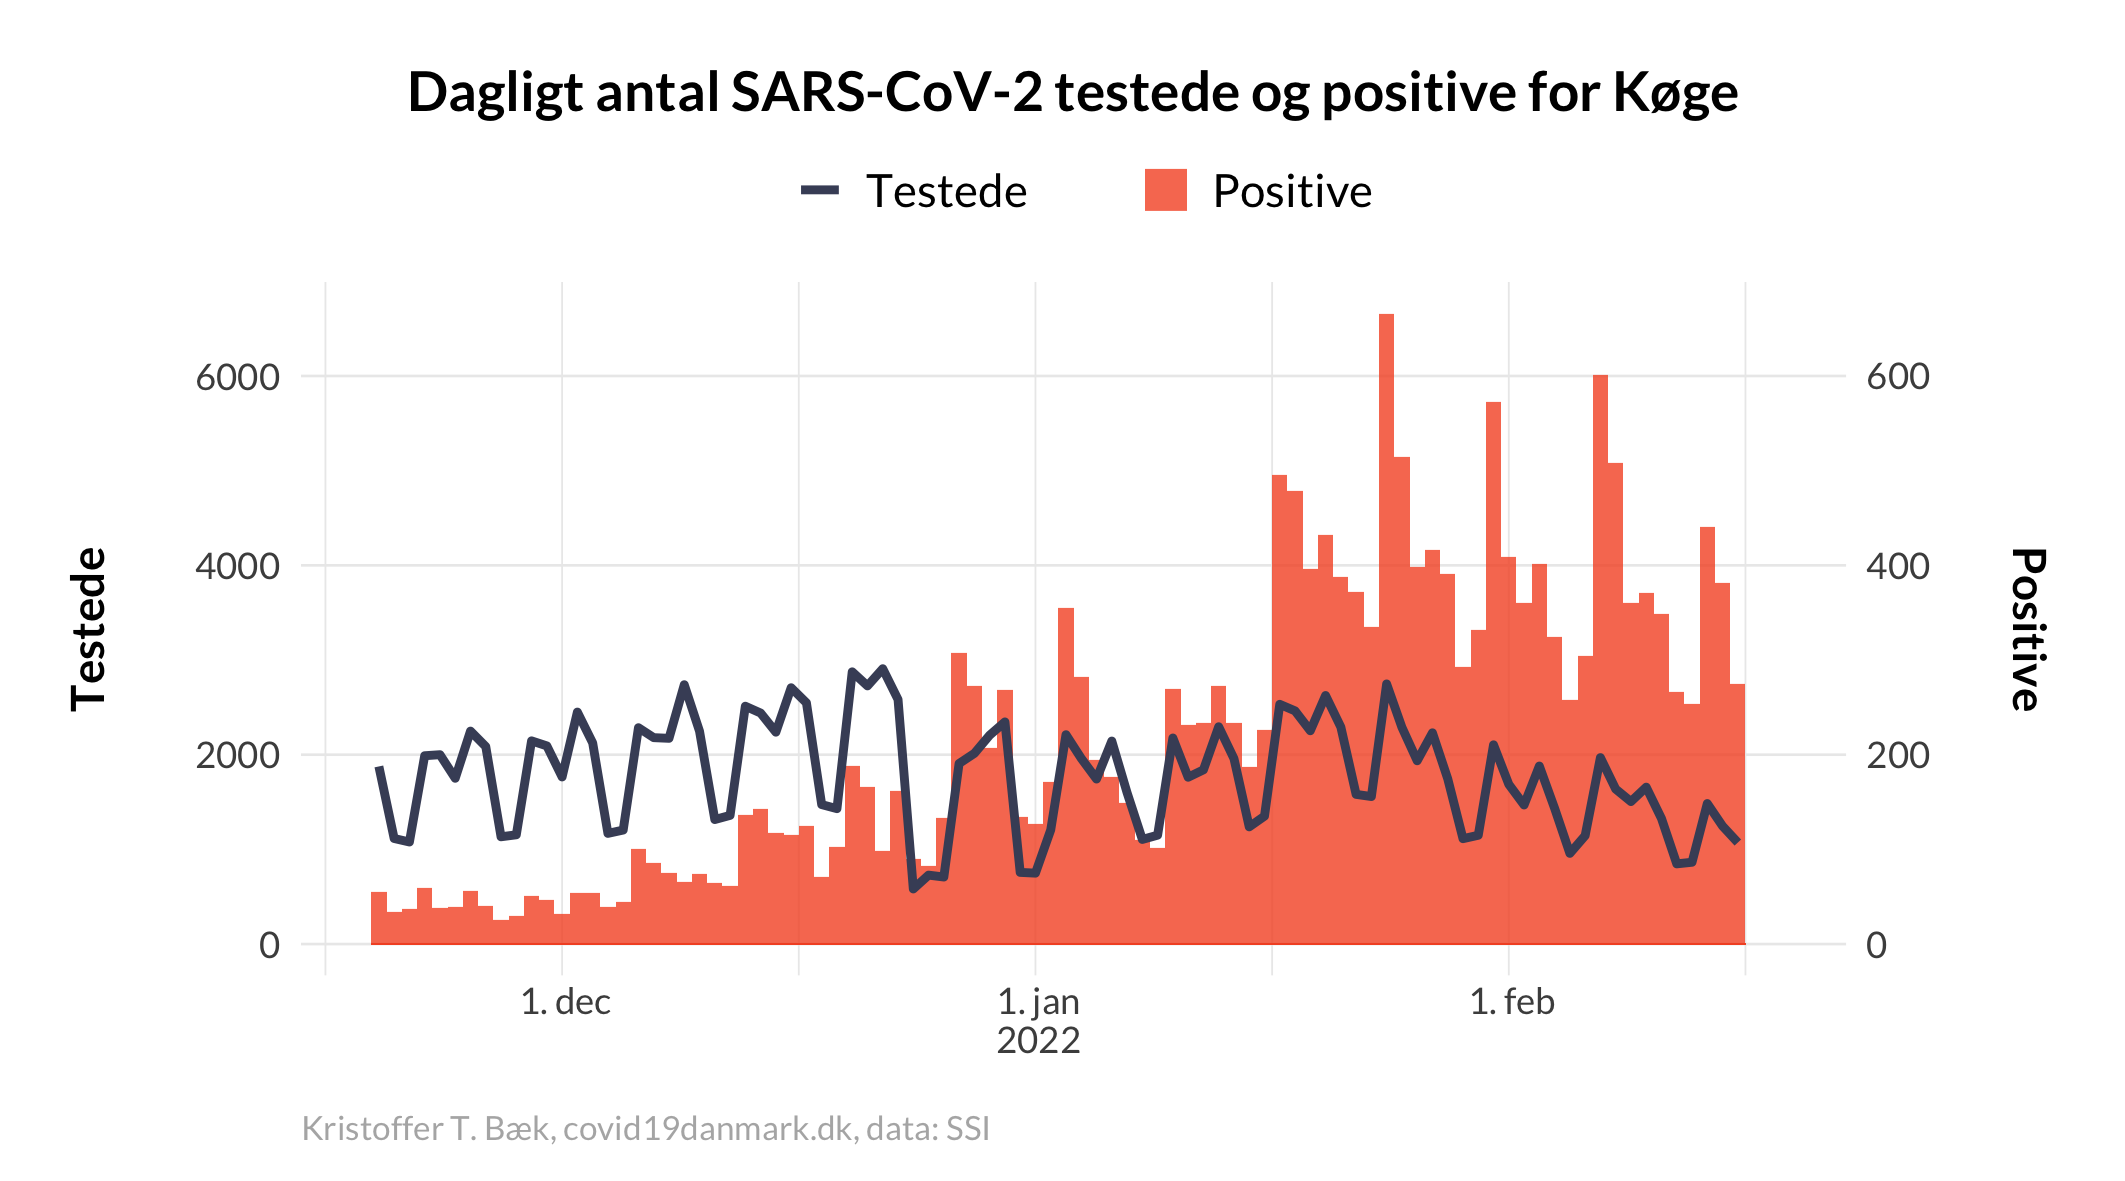 Dagligt antal SARS-CoV-2 testede og positive for Køge
Testede
Positive
6000
4000
2000
0
600
400
200
0
Testede
Positive
1. dec
1. jan
2022
1. feb
Kristoffer T. Bæk, covid19danmark.dk, data: SSI